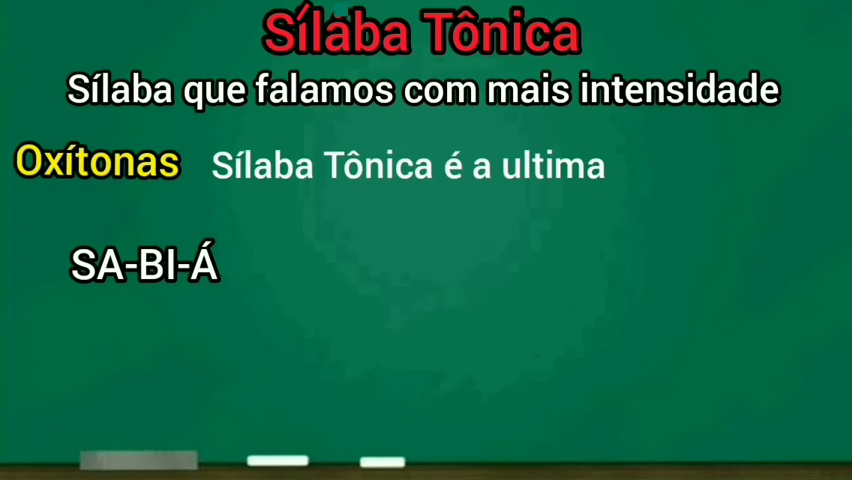 Sílaba Tônica
Sílaba que falamos com mais intensidade
Oxítonas Sílaba Tônica é a ultima
SA-BI-Á